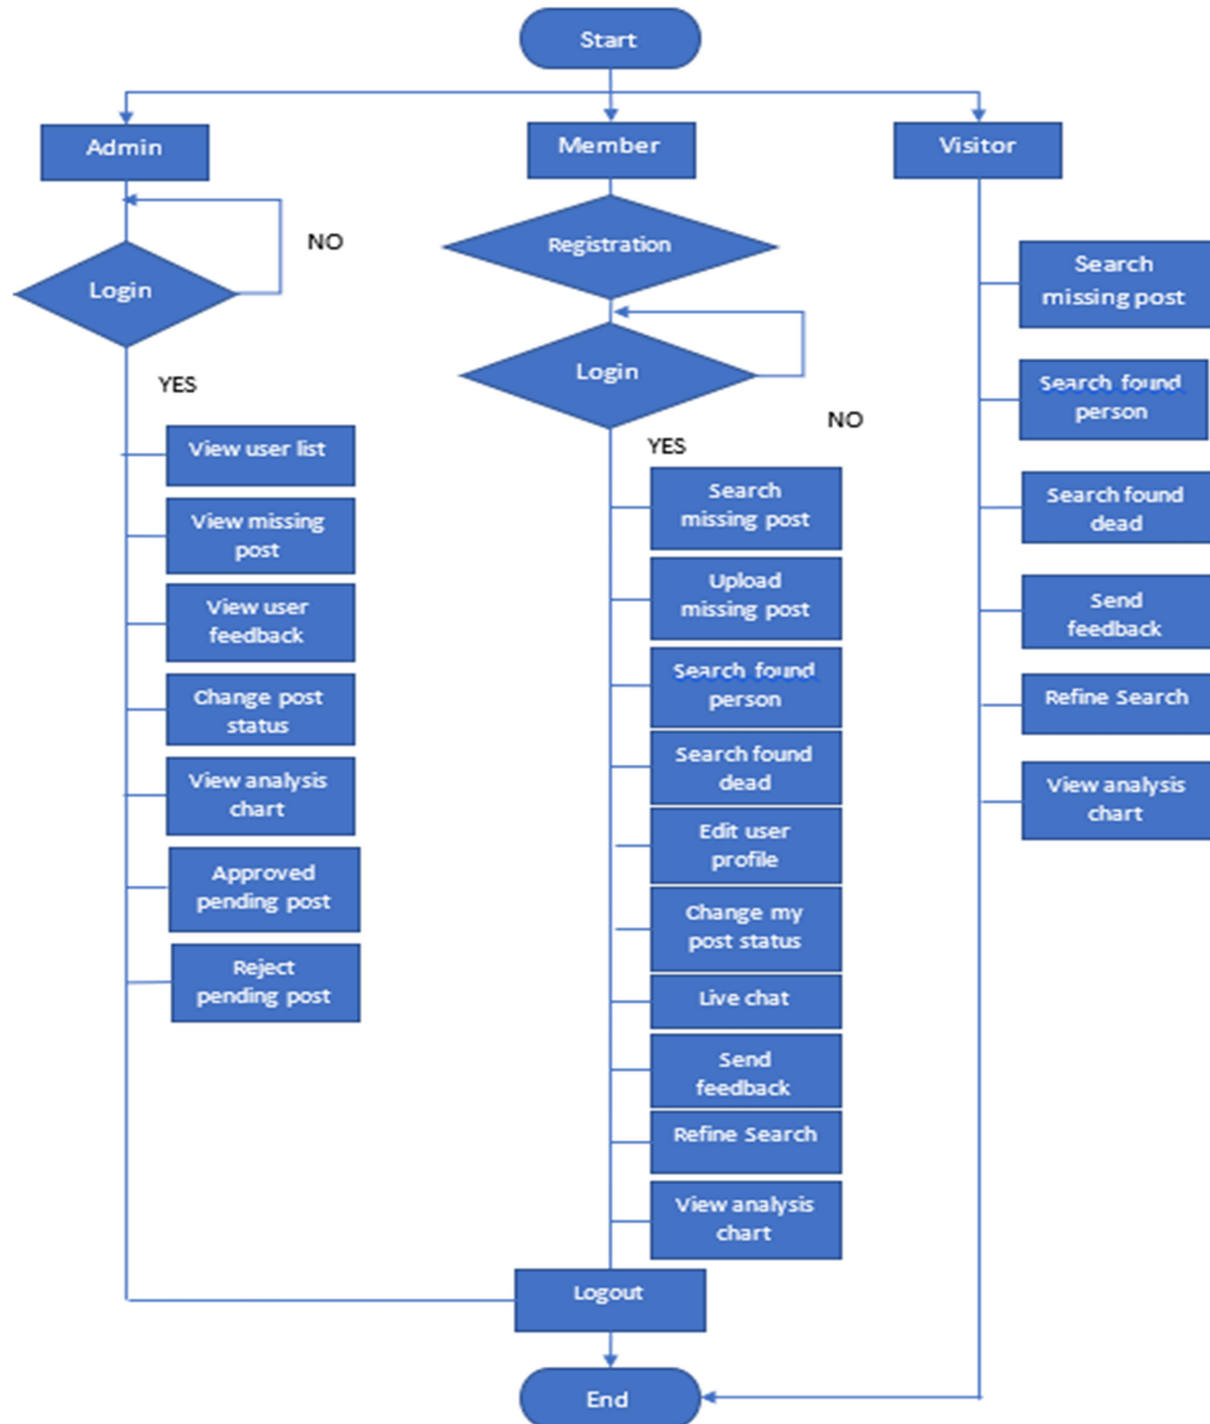 Start
Admin
Member
Visitor
NO
Login
YES
View user list
View missing
post
View user
feedback
Change post
status
View analysis
chart
Approved
pending post
Reject
pending post
Registration
Login
NO
YES
Search
missing post
Upload
missing post
Search found
person
Search found
dead
Edit user
profile
Change my
post status
Live chat
Send
feedback
Refine Search
View analysis
chart
Search
missing post
Search found
person
Search found
dead
Send
feedback
Refine Search
View analysis
chart
Logout
End